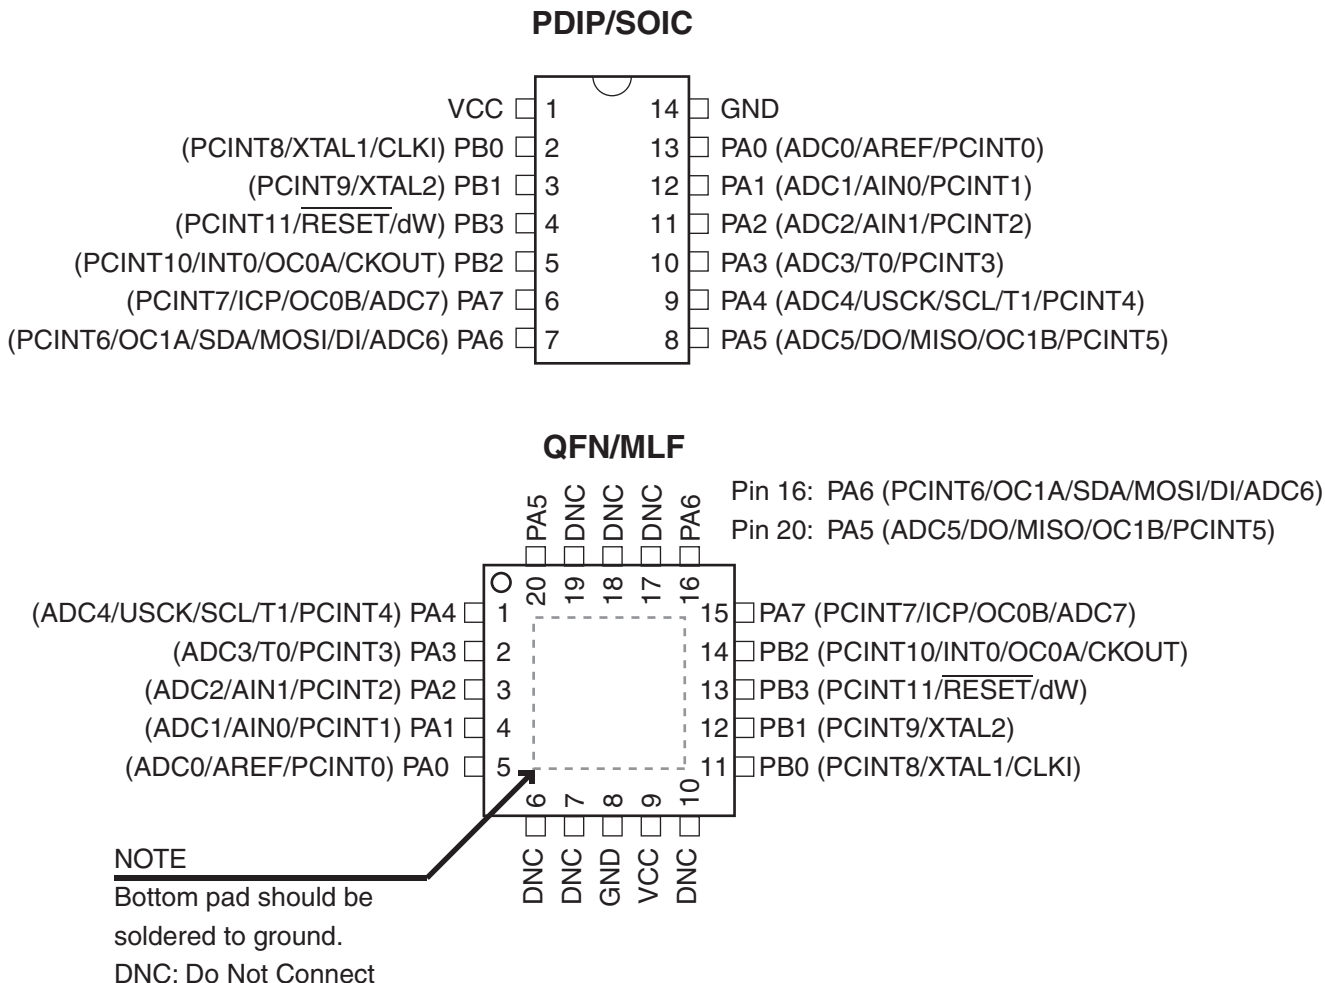 PDIP/SOIC
VCC 1 14 GND
(PCINT8/XTAL1/CLKI) PB0 2 13 PA0 (ADC0/AREF/PCINT0)
(PCINT9/XTAL2) PB1 3 12 PA1 (ADC1/AIN0/PCINT1)
(PCINT11/RESET/dW) PB3 4 11 PA2 (ADC2/AIN1/PCINT2)
(PCINT10/INT0/OC0A/CKOUT) PB2 5 10 PA3 (ADC3/T0/PCINT3)
(PCINT7/ICP/OC0B/ADC7) PA7 6 9 PA4 (ADC4/USCK/SCL/T1/PCINT4)
(PCINT6/OC1A/SDA/MOSI/DI/ADC6) PA6 7 8 PA5 (ADC5/DO/MISO/OC1B/PCINT5)
QFN/MLF
Pin 16: PA6 (PCINT6/OC1A/SDA/MOSI/DI/ADC6)
Pin 20: PA5 (ADC5/DO/MISO/OC1B/PCINT5)
PA5 DNC DNC DNC PA6
20 19 18 17 16
(ADC4/USCK/SCL/T1/PCINT4) PA4 1 15 PA7 (PCINT7/ICP/OC0B/ADC7)
(ADC3/T0/PCINT3) PA3 2 14 PB2 (PCINT10/INT0/OC0A/CKOUT)
(ADC2/AIN1/PCINT2) PA2 3 13 PB3 (PCINT11/RESET/dW)
(ADC1/AIN0/PCINT1) PA1 4 12 PB1 (PCINT9/XTAL2)
(ADC0/AREF/PCINT0) PA0 5 11 PB0 (PCINT8/XTAL1/CLKI)
6 7 8 9 10
DNC DNC GND VCC DNC
NOTE
Bottom pad should be
soldered to ground.
DNC: Do Not Connect